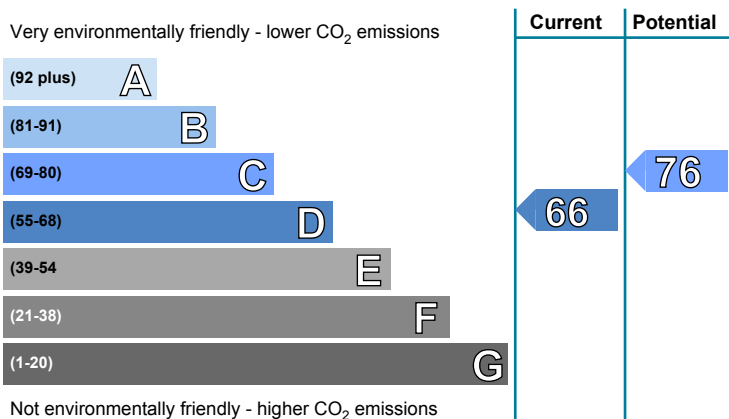 Very environmentally friendly - lower CO₂ emissions
Current
Potential
(92 plus) A
(81-91) B
(69-80) C
(55-68) D
(39-54 E
(21-38) F
(1-20) G
76
66
Not environmentally friendly - higher CO₂ emissions